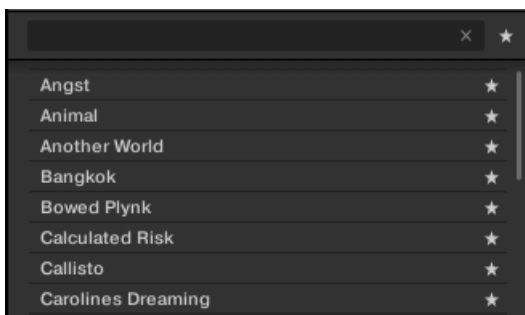 Angst
Animal
Another World
Bangkok
Bowed Plynk
Calculated Risk
Callisto
Carolines Dreaming